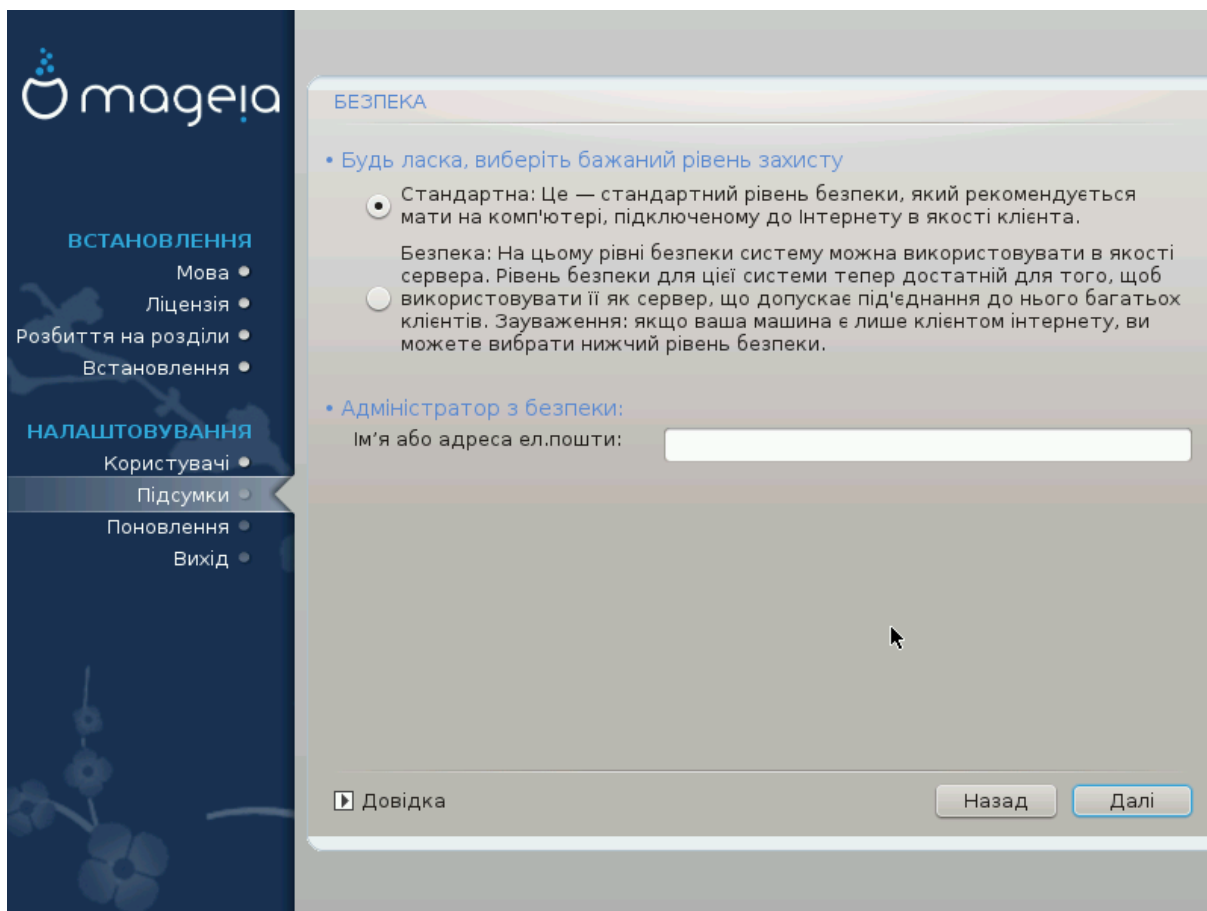 mageia
ВСТАНОВЛЕННЯ
Мова
Ліцензія
Розбиття на розділи
Встановлення
НАЛАШТОВУВАННЯ
Користувачі
Підсумки
Поновлення
Вихід
БЕЗПЕКА
• Будь ласка, виберіть бажаний рівень захисту
Стандартна: Це — стандартний рівень безпеки, який рекомендується
мати на комп'ютері, підключеному до Інтернету в якості клієнта.
Безпека: На цьому рівні безпеки систему можна використовувати в якості
сервера. Рівень безпеки для цієї системи тепер достатній для того, щоб
використовувати її як сервер, що допускає під'єднання до нього багатьох
клієнтів. Зауваження: якщо ваша машина є лише клієнтом інтернету, ви
можете вибрати нижчий рівень безпеки.
• Адміністратор з безпеки:
Ім’я або адреса ел.пошти:
Довідка
Назад
Далі